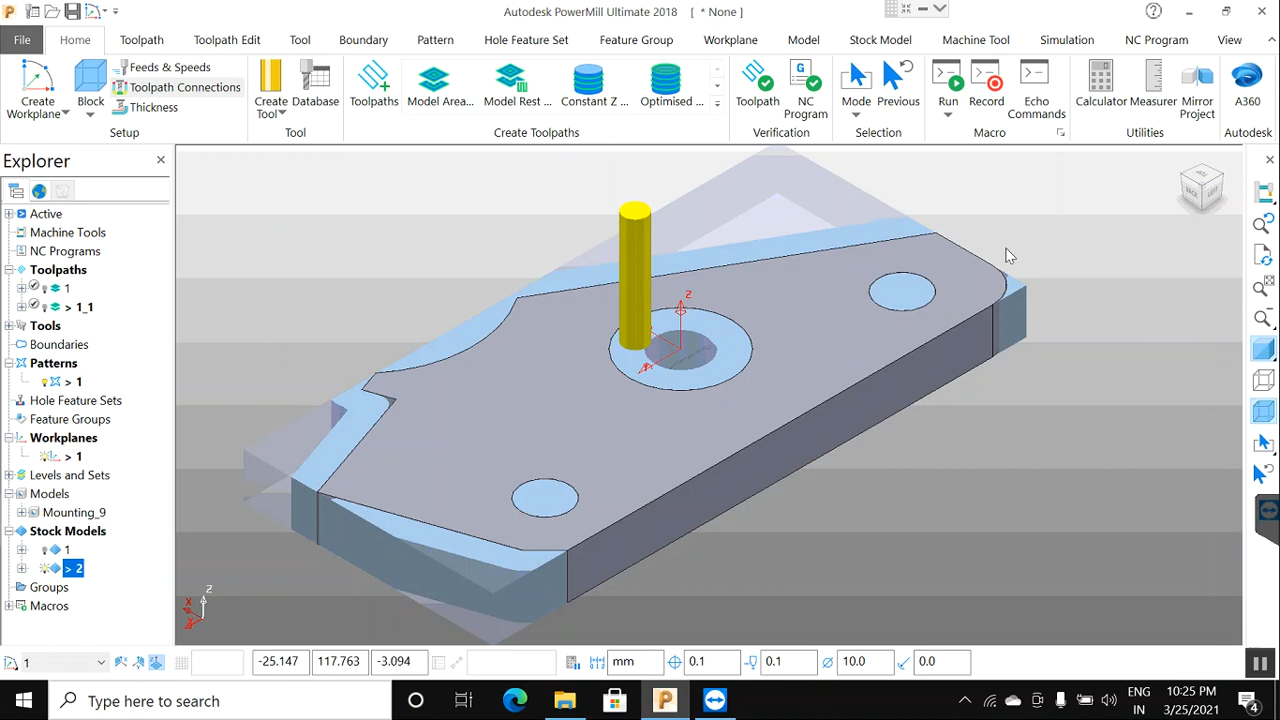 Autodesk PowerMill Ultimate 2018 [ * None ]
File Home Toolpath Toolpath Edit Tool Boundary Pattern Hole Feature Set Feature Group Workplane Model Stock Model Machine Tool Simulation NC Program View
Create Workplane
Block
Feeds & Speeds
Toolpath Connections
Thickness
Create Tool
Database
Toolpaths
Model Area...
Model Rest ...
Constant Z ...
Optimised ...
Toolpath
NC Program
Mode
Previous
Run
Record
Echo Commands
Calculator
Measurer
Mirror Project
A360
Setup Tool Create Toolpaths Verification Selection Macro Utilities Autodesk
Explorer
Active
Machine Tools
NC Programs
Toolpaths
1
> 1_1
Tools
Boundaries
Patterns
> 1
Hole Feature Sets
Feature Groups
Workplanes
> 1
Levels and Sets
Models
Mounting_9
Stock Models
1
> 2
Groups
Macros
BACK LEFT
Z
Z
X
Y
1 -25.147 117.763 -3.094 mm 0.1 0.1 10.0 0.0
Type here to search
ENG
IN
10:25 PM
3/25/2021
4